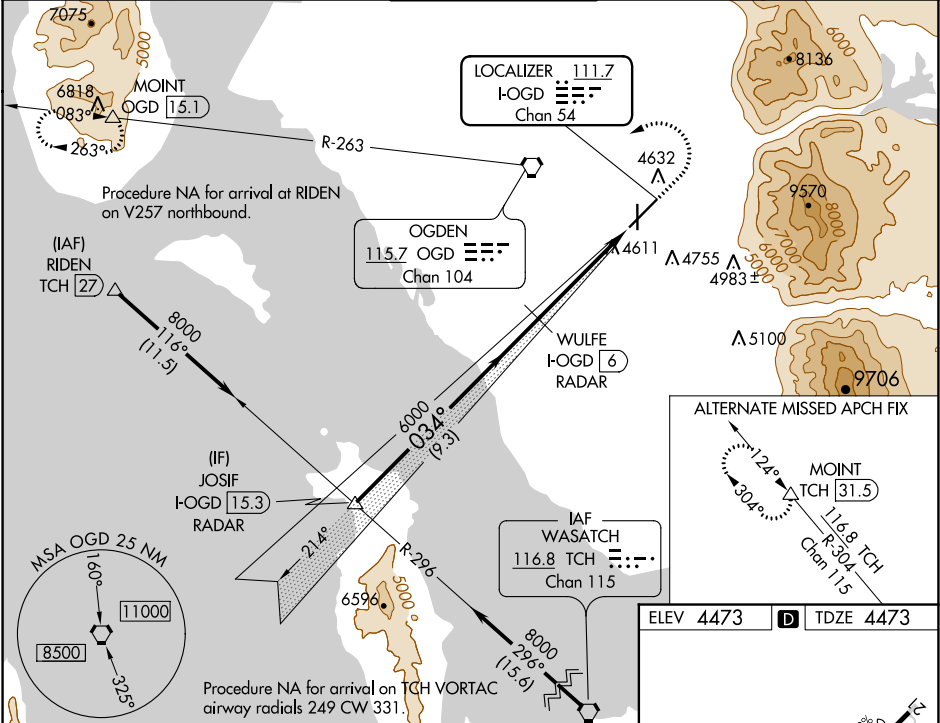 7075
5000
6818
MOINT
OGD 15.1
083°
263°
R-263
LOCALIZER 111.7
I-OGD
Chan 54
6000
8136
4632
9570
8000
7000
6000
5000
Procedure NA for arrival at RIDEN
on V257 northbound.
OGDEN
115.7 OGD
Chan 104
4611
4755
4983±
(IAF)
RIDEN
TCH 27
8000
116°
(11.5)
WULFE
I-OGD 6
RADAR
5100
9706
6000
034°
(9.3)
(IF)
JOSIF
I-OGD 15.3
RADAR
214°
R-296
5000
6596
ALTERNATE MISSED APCH FIX
124°
304°
MOINT
TCH 31.5
116.8 TCH
R-304
Chan 115
IAF
WASATCH
116.8 TCH
Chan 115
8000
296°
(15.6)
MSA OGD 25 NM
160°
11000
8500
325°
Procedure NA for arrival on TCH VORTAC
airway radials 249 CW 331.
ELEV 4473 D TDZE 4473
21